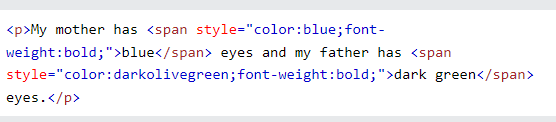 <p>My mother has <span style="color:blue;font-
weight:bold;">blue</span> eyes and my father has <span
style="color:darkolivegreen;font-weight:bold;">dark green</span>
eyes.</p>